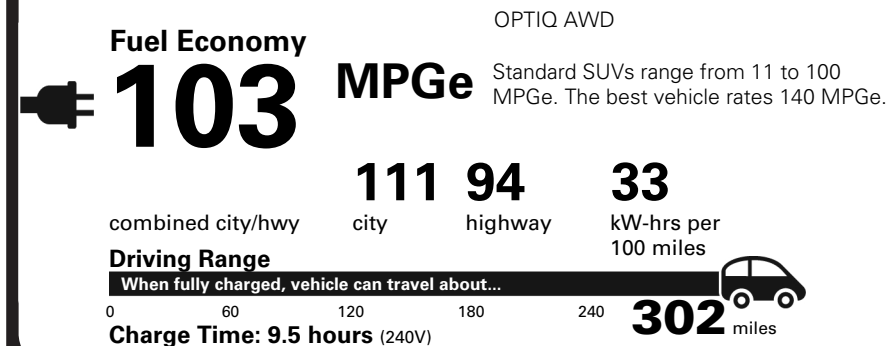 OPTIQ AWD
Fuel Economy
103 MPGe
Standard SUVs range from 11 to 100
MPGe. The best vehicle rates 140 MPGe.
111 94 33
combined city/hwy city highway kW-hrs per
100 miles
Driving Range
When fully charged, vehicle can travel about...
0 60 120 180 240 302 miles
Charge Time: 9.5 hours (240V)